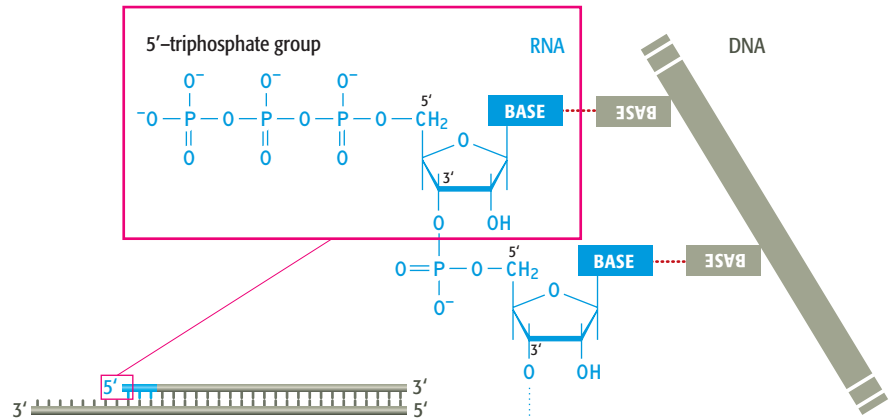 5′–triphosphate group RNA DNA
O⁻ O⁻ O⁻ 5‘
⁻O – P – O – P – O – P – O – CH₂ BASE BASE
O O O O
3‘
O OH
5‘
O=P–O–CH₂ BASE BASE
O⁻ O
3‘
5‘ 3‘ O OH
3‘ 5‘